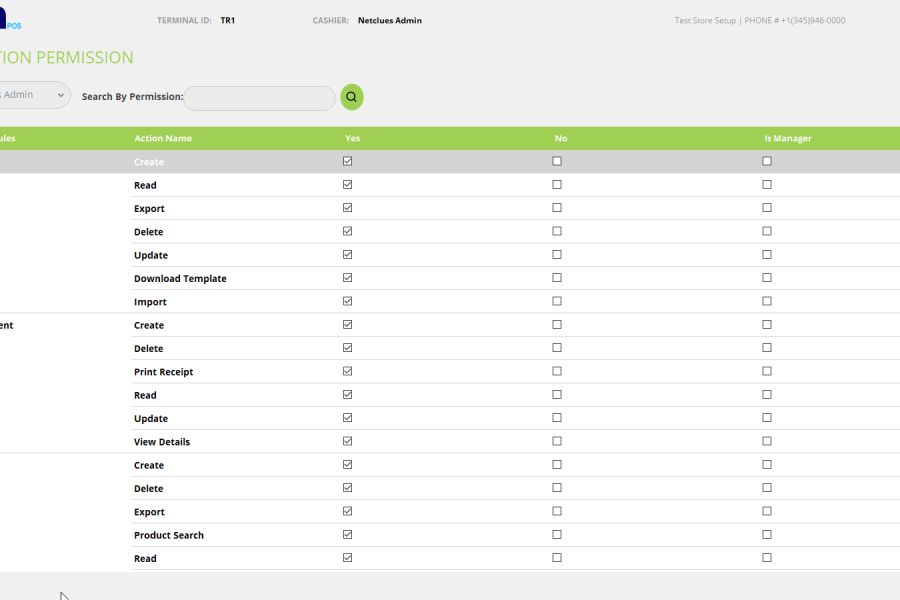 POS
TERMINAL ID: TR1 CASHIER: Netclues Admin Test Store Setup | PHONE # +1(345)946-0000
TION PERMISSION
s Admin Search By Permission:
ules Action Name Yes No Is Manager
Create
Read
Export
Delete
Update
Download Template
Import
ent Create
Delete
Print Receipt
Read
Update
View Details
Create
Delete
Export
Product Search
Read